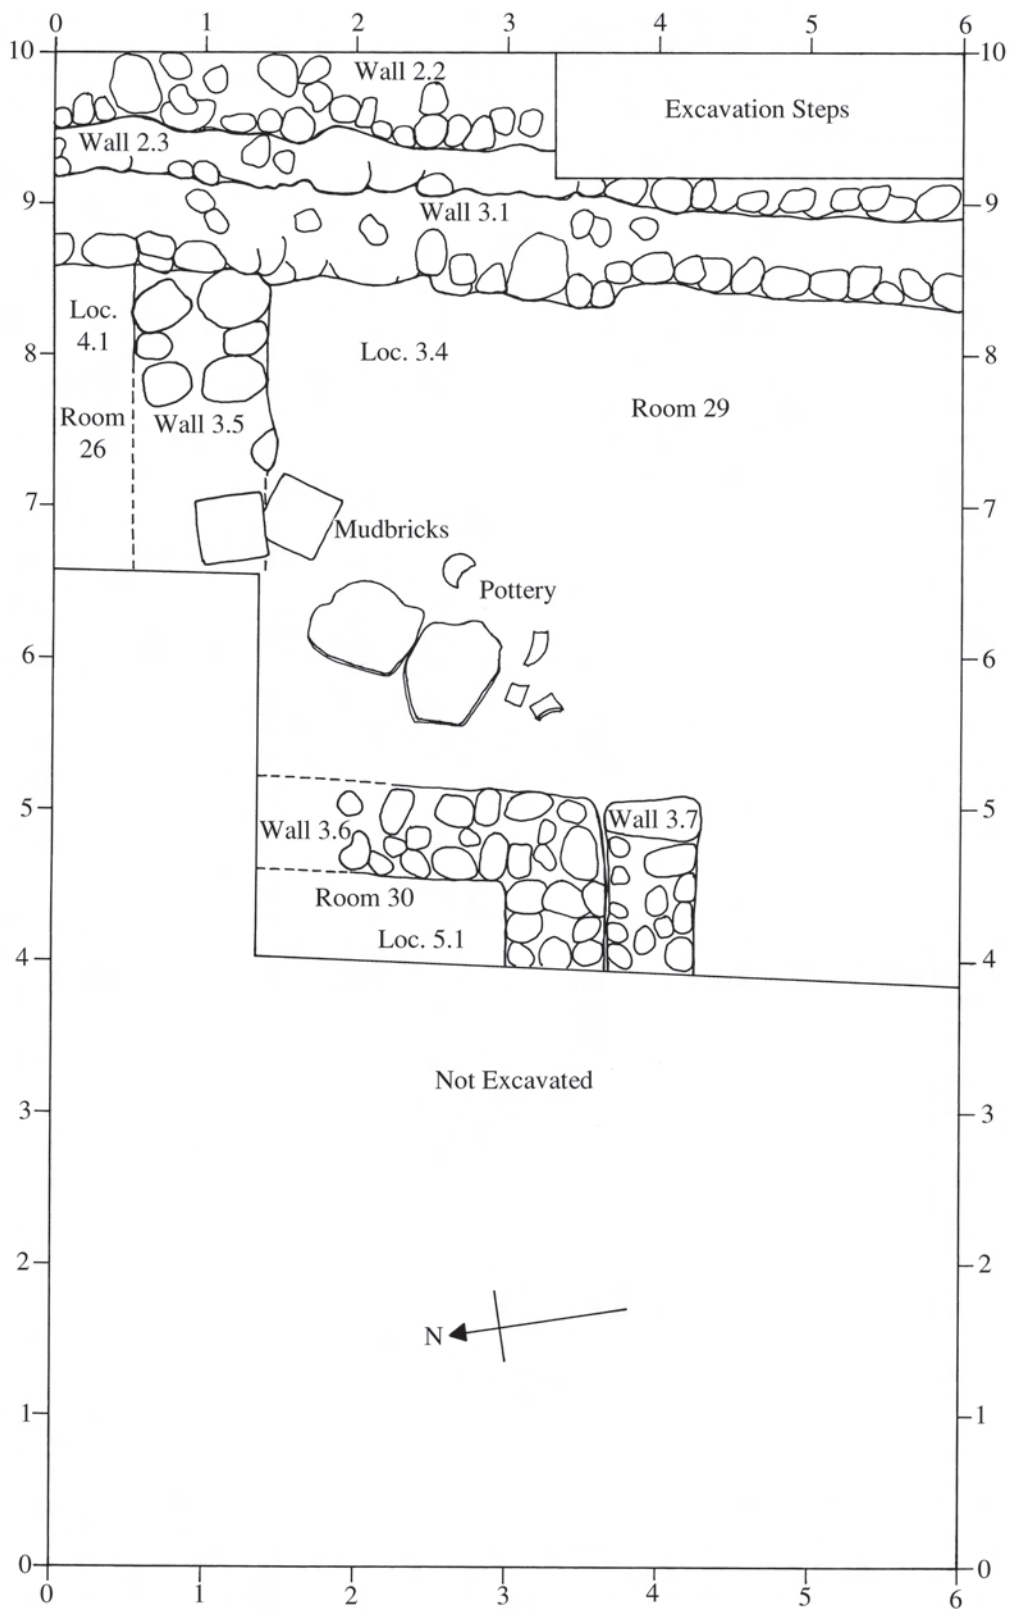 0 1 2 3 4 5 6
10 10
Wall 2.2
Excavation Steps
Wall 2.3
9 9
Wall 3.1
Loc.
4.1
8 8
Loc. 3.4
Room 29
Room
26
Wall 3.5
7 7
Mudbricks
Pottery
6 6
5 5
Wall 3.6
Wall 3.7
Room 30
Loc. 5.1
4 4
Not Excavated
3 3
2 2
N
1 1
0 0
0 1 2 3 4 5 6